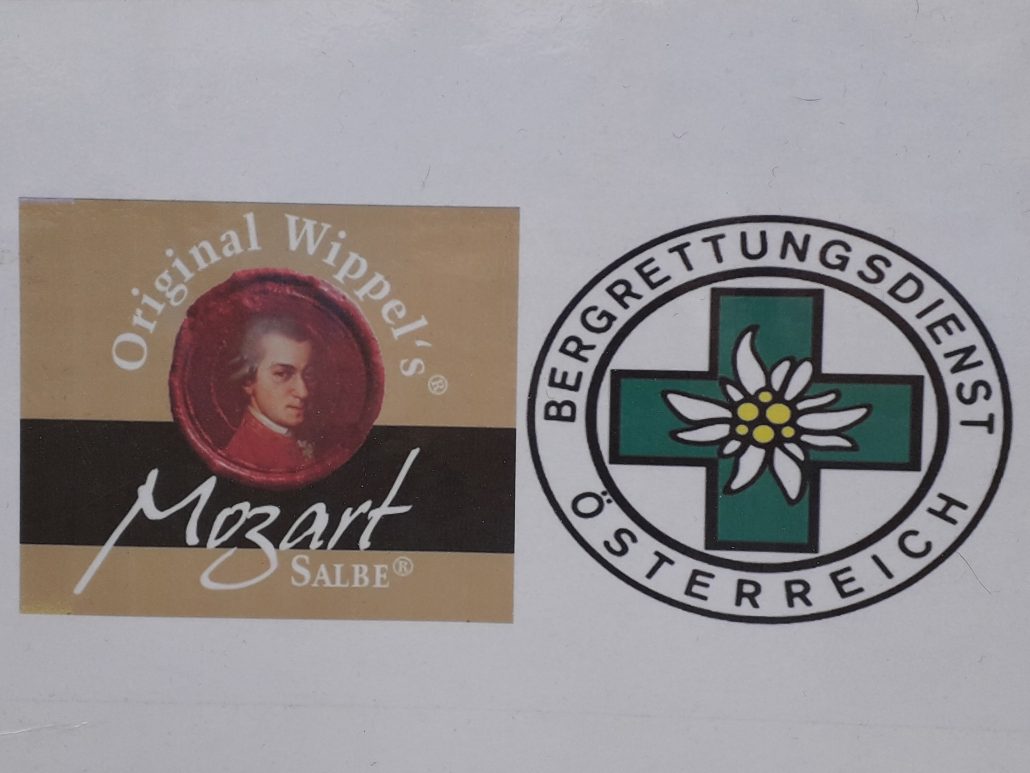 Original Wippel's®
Mozart
SALBE®
BERGRETTUNGSDIENST
ÖSTERREICH